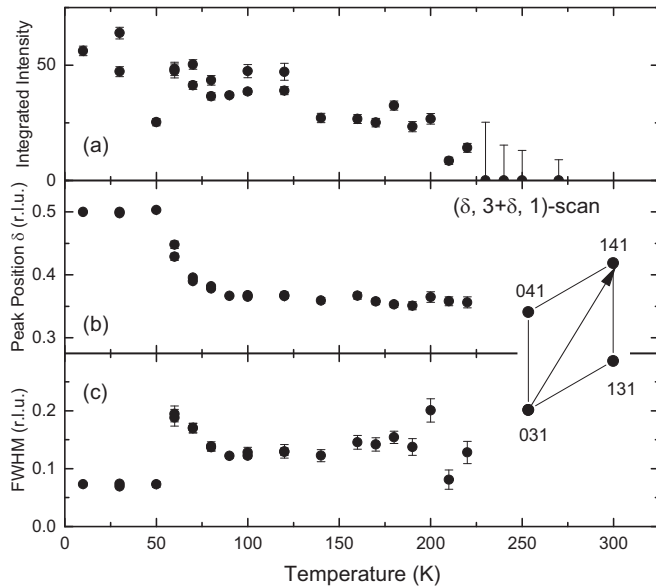 Integrated Intensity
50
0
(a)
Peak Position δ (r.l.u.)
0.5
0.4
0.3
(b)
(δ, 3+δ, 1)-scan
141
041
131
031
FWHM (r.l.u.)
0.2
0.1
0.0
(c)
0 50 100 150 200 250 300
Temperature (K)